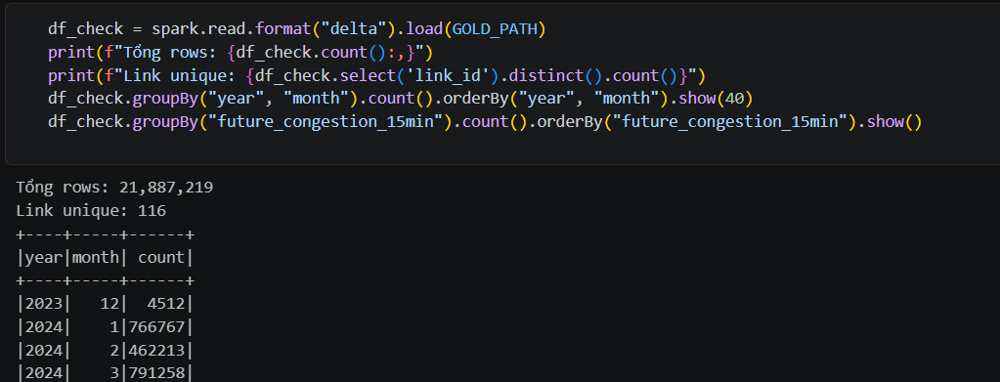 df_check = spark.read.format("delta").load(GOLD_PATH)
print(f"Tổng rows: {df_check.count():,}")
print(f"Link unique: {df_check.select('link_id').distinct().count()}")
df_check.groupBy("year", "month").count().orderBy("year", "month").show(40)
df_check.groupBy("future_congestion_15min").count().orderBy("future_congestion_15min").show()
Tổng rows: 21,887,219
Link unique: 116
+----+-----+------+
|year|month| count|
+----+-----+------+
|2023|   12|  4512|
|2024|    1|766767|
|2024|    2|462213|
|2024|    3|791258|